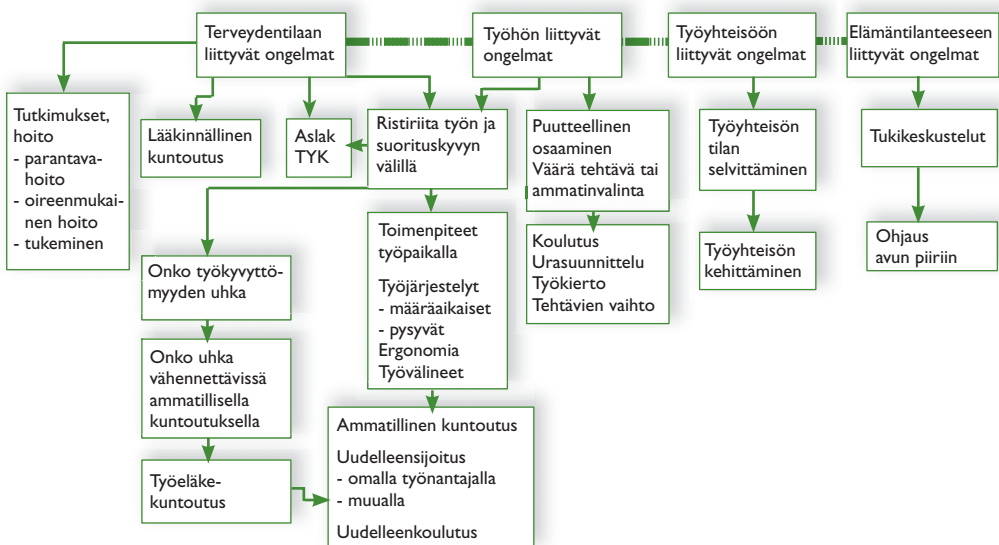 Terveydentilaan
liittyvät ongelmat
Työhön liittyvät
ongelmat
Työyhteisöön
liittyvät ongelmat
Elämäntilanteeseen
liittyvät ongelmat
Tutkimukset,
hoito
- parantava-
hoito
- oireenmukai-
nen hoito
- tukeminen
Lääkinnällinen
kuntoutus
Aslak
TYK
Ristiriita työn ja
suorituskyvyn
välillä
Puutteellinen
osaaminen
Väärä tehtävä tai
ammatinvalinta
Työyhteisön
tilan
selvittäminen
Tukikeskustelut
Onko työkyvyttö-
myyden uhka
Toimenpiteet
työpaikalla
Työjärjestelyt
- määräaikaiset
- pysyvät
Ergonomia
Työvälineet
Koulutus
Urasuunnittelu
Työkierto
Tehtävien vaihto
Työyhteisön
kehittäminen
Ohjaus
avun piiriin
Onko uhka
vähennettävissä
ammatillisella
kuntoutuksella
Työeläke-
kuntoutus
Ammatillinen kuntoutus
Uudelleensijoitus
- omalla työnantajalla
- muualla
Uudelleenkoulutus